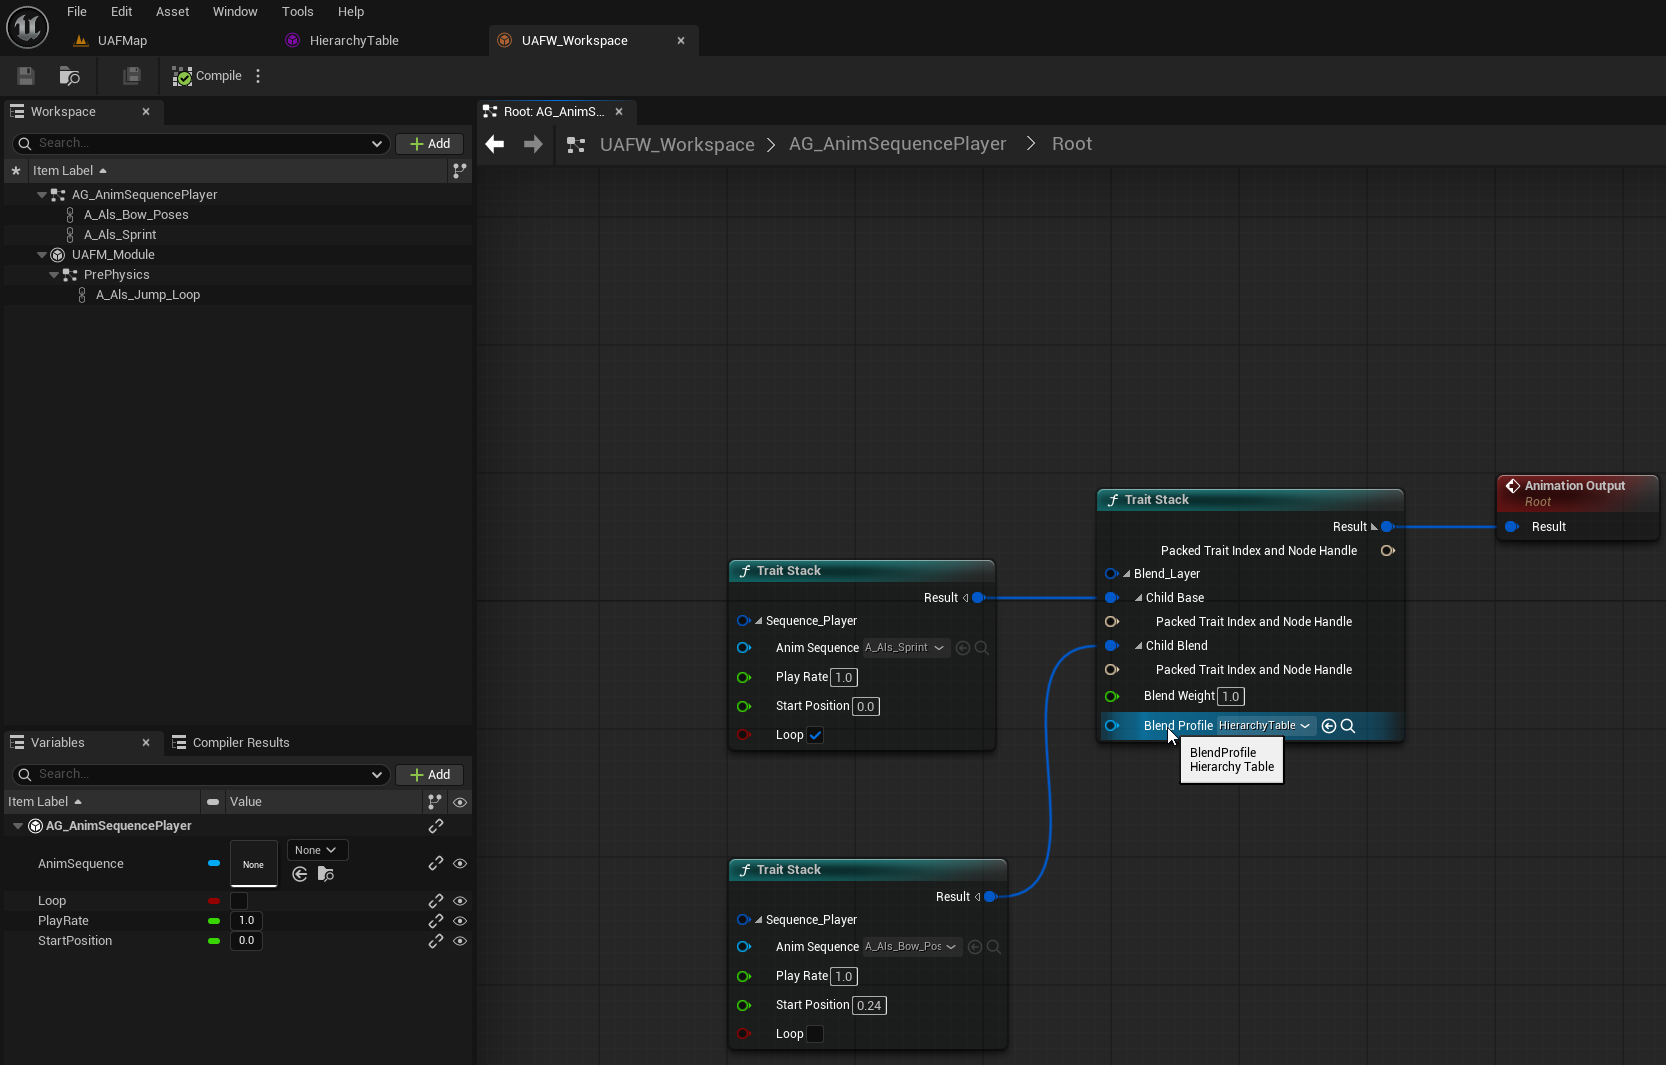 File Edit Asset Window Tools Help
UAFMap HierarchyTable UAFW_Workspace
Compile
Workspace
Search...
Add
Item Label
AG_AnimSequencePlayer
A_Als_Bow_Poses
A_Als_Sprint
UAFM_Module
PrePhysics
A_Als_Jump_Loop
Variables Compiler Results
Search...
Add
Item Label Value
AG_AnimSequencePlayer
AnimSequence None None
Loop
PlayRate 1.0
StartPosition 0.0
Root: AG_AnimS...
UAFW_Workspace > AG_AnimSequencePlayer > Root
Trait Stack
Result
Sequence_Player
Anim Sequence A_Als_Sprint
Play Rate 1.0
Start Position 0.0
Loop
Trait Stack
Result
Sequence_Player
Anim Sequence A_Als_Bow_Pos
Play Rate 1.0
Start Position 0.24
Loop
Trait Stack
Result
Packed Trait Index and Node Handle
Blend_Layer
Child Base
Packed Trait Index and Node Handle
Child Blend
Packed Trait Index and Node Handle
Blend Weight 1.0
Blend Profile HierarchyTable
BlendProfile
Hierarchy Table
Animation Output
Root
Result